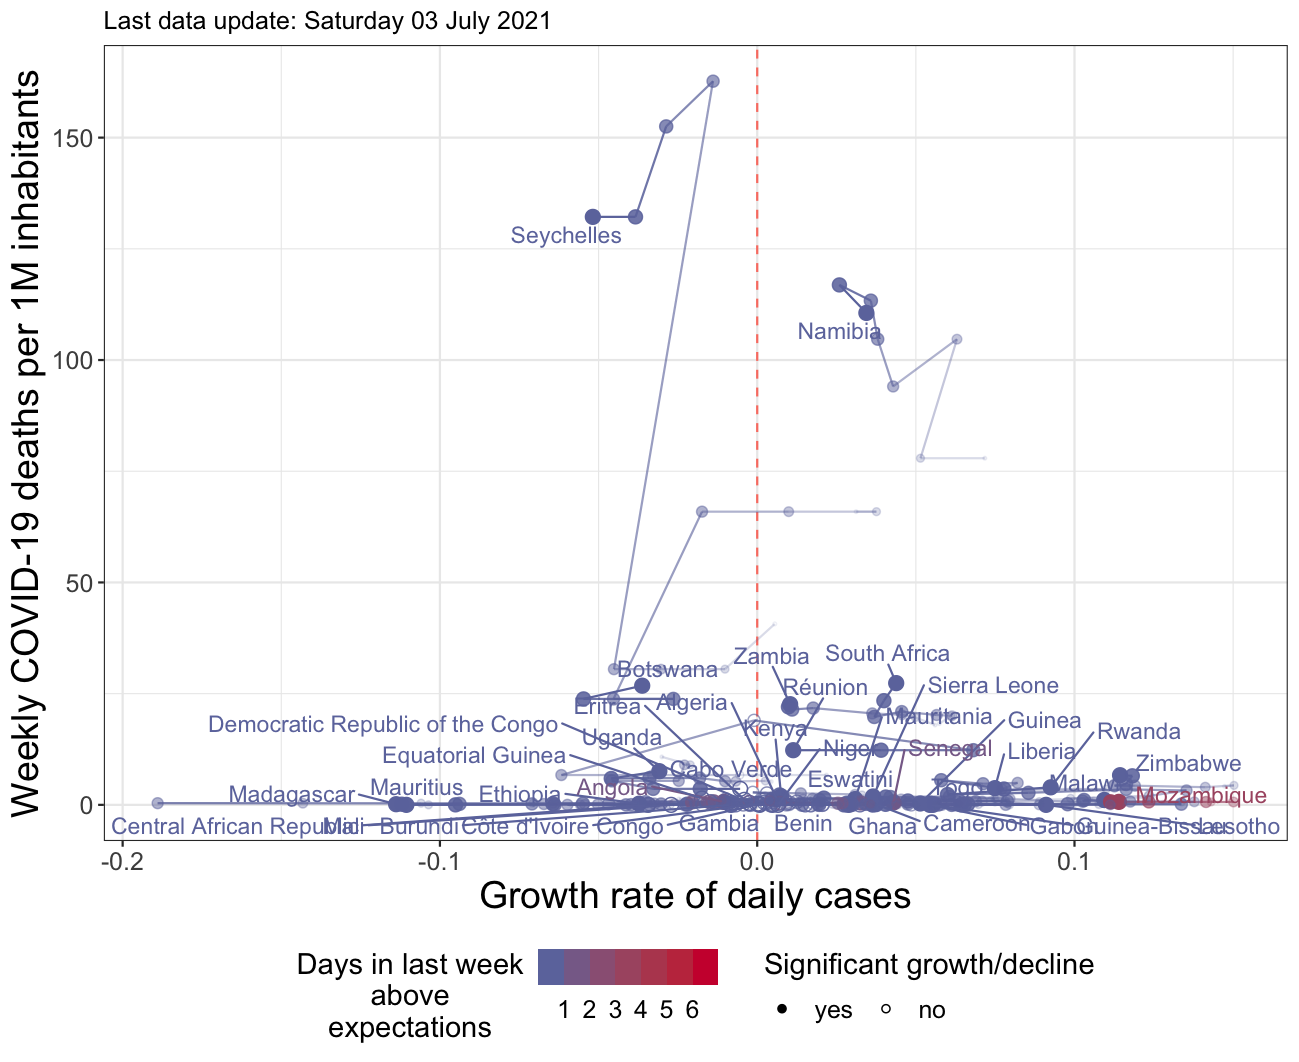 Last data update: Saturday 03 July 2021
Weekly COVID-19 deaths per 1M inhabitants
150
100
50
0
Seychelles
Namibia
Botswana
Zambia
South Africa
Réunion
Sierra Leone
Eritrea
Algeria
Mauritania
Democratic Republic of the Congo
Kenya
Guinea
Rwanda
Uganda
Niger
Senegal
Liberia
Equatorial Guinea
Cabo Verde
Zimbabwe
Eswatini
Togo
Malawi
Madagascar
Mauritius
Ethiopia
Angola
Mozambique
Central African Republic
Mali
Burundi
Côte d'Ivoire
Congo
Gambia
Benin
Ghana
Cameroon
Gabon
Guinea-Bissau
Lesotho
-0.2
-0.1
0.0
0.1
Growth rate of daily cases
Days in last week
above
expectations
1 2 3 4 5 6
Significant growth/decline
yes
no